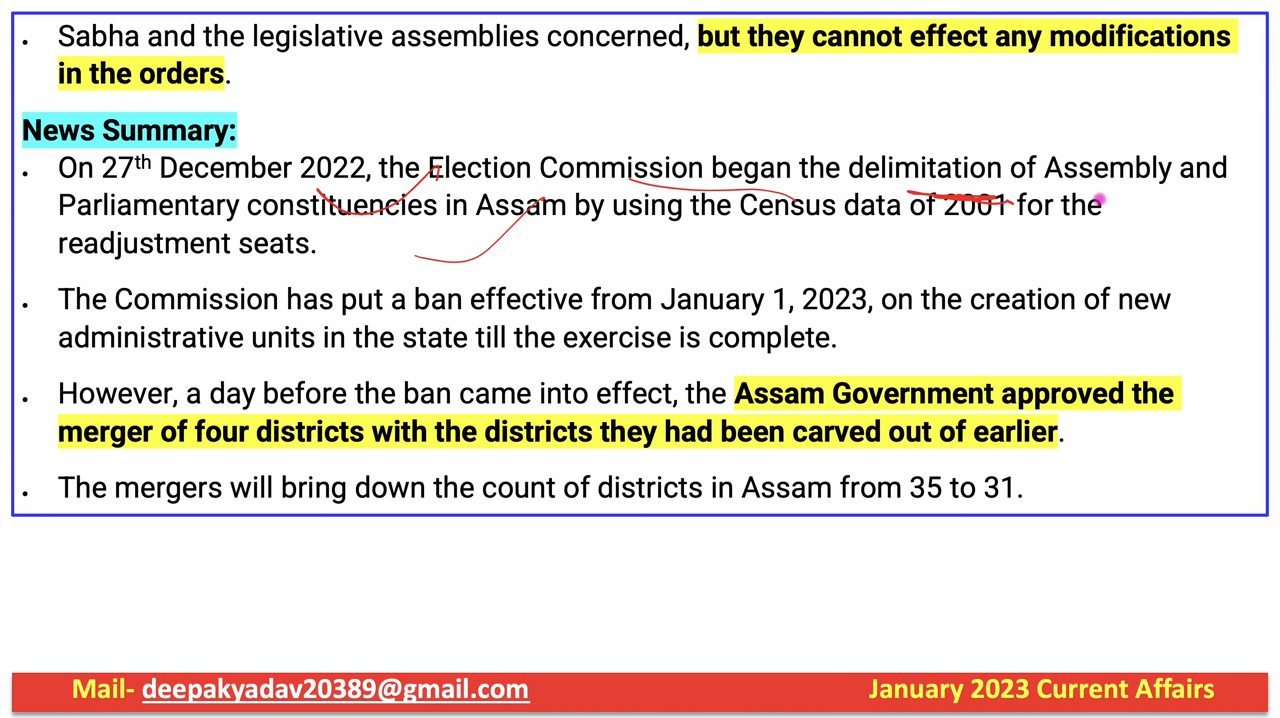 • Sabha and the legislative assemblies concerned, but they cannot effect any modifications
in the orders.
News Summary:
• On 27th December 2022, the Election Commission began the delimitation of Assembly and
Parliamentary constituencies in Assam by using the Census data of 2001 for the
readjustment seats.
• The Commission has put a ban effective from January 1, 2023, on the creation of new
administrative units in the state till the exercise is complete.
• However, a day before the ban came into effect, the Assam Government approved the
merger of four districts with the districts they had been carved out of earlier.
• The mergers will bring down the count of districts in Assam from 35 to 31.
Mail- deepakyadav20389@gmail.com
January 2023 Current Affairs